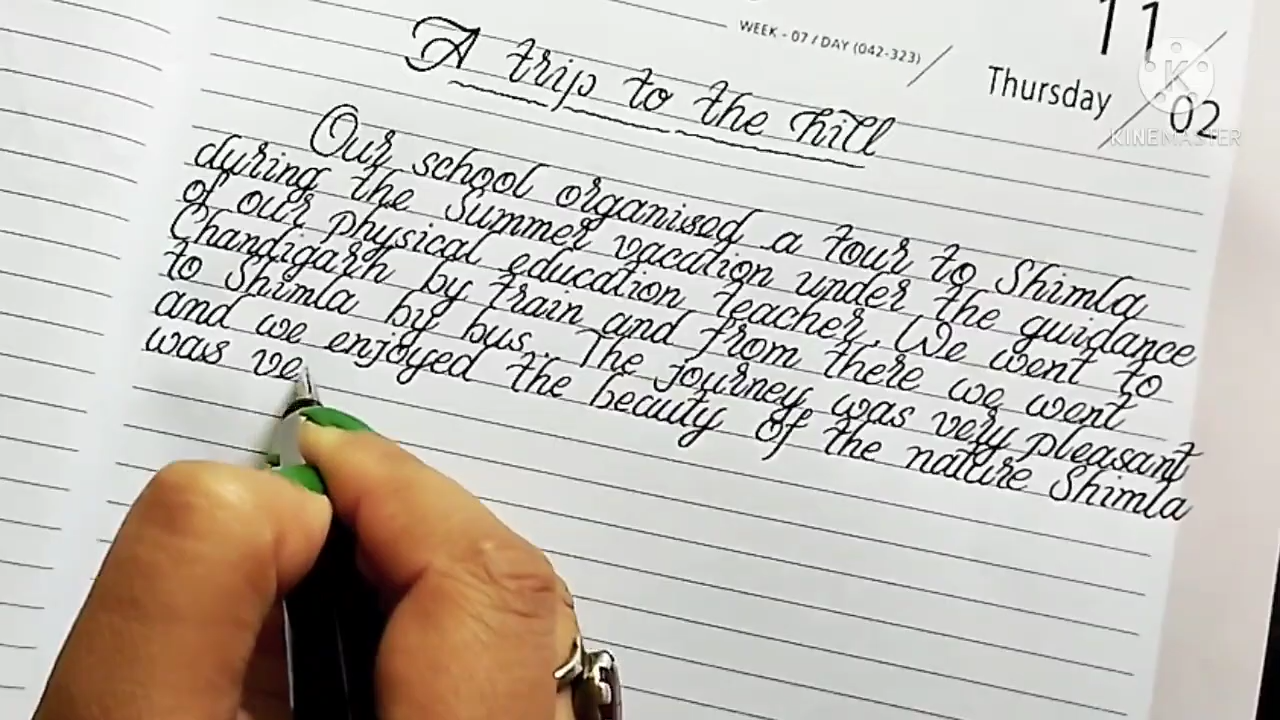 WEEK - 07 / DAY (042-323)
11
Thursday
02
KINEMASTER
A trip to the hill
Our school organised a tour to Shimla
during the Summer vacation under the guidance
of our physical education teacher. We went to
Chandigarh by train and from there we went
to Shimla by bus. The journey was very pleasant
and we enjoyed the beauty of the nature Shimla
was ve